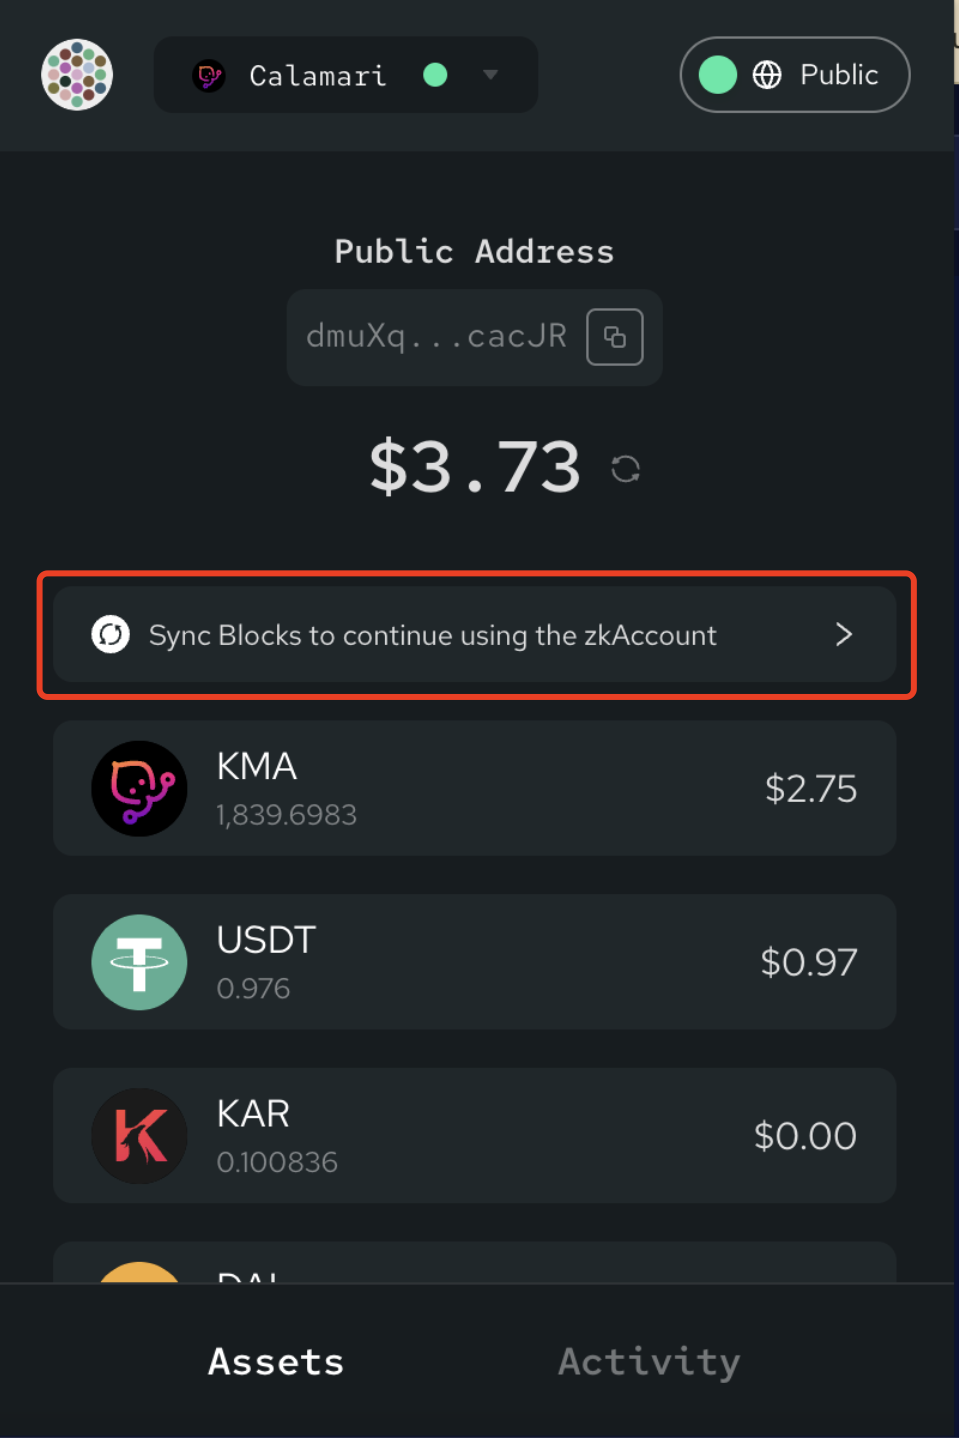 Calamari
Public
Public Address
dmuXq...cacJR
$3.73
Sync Blocks to continue using the zkAccount
KMA
1,839.6983
$2.75
USDT
0.976
$0.97
KAR
0.100836
$0.00
Assets
Activity